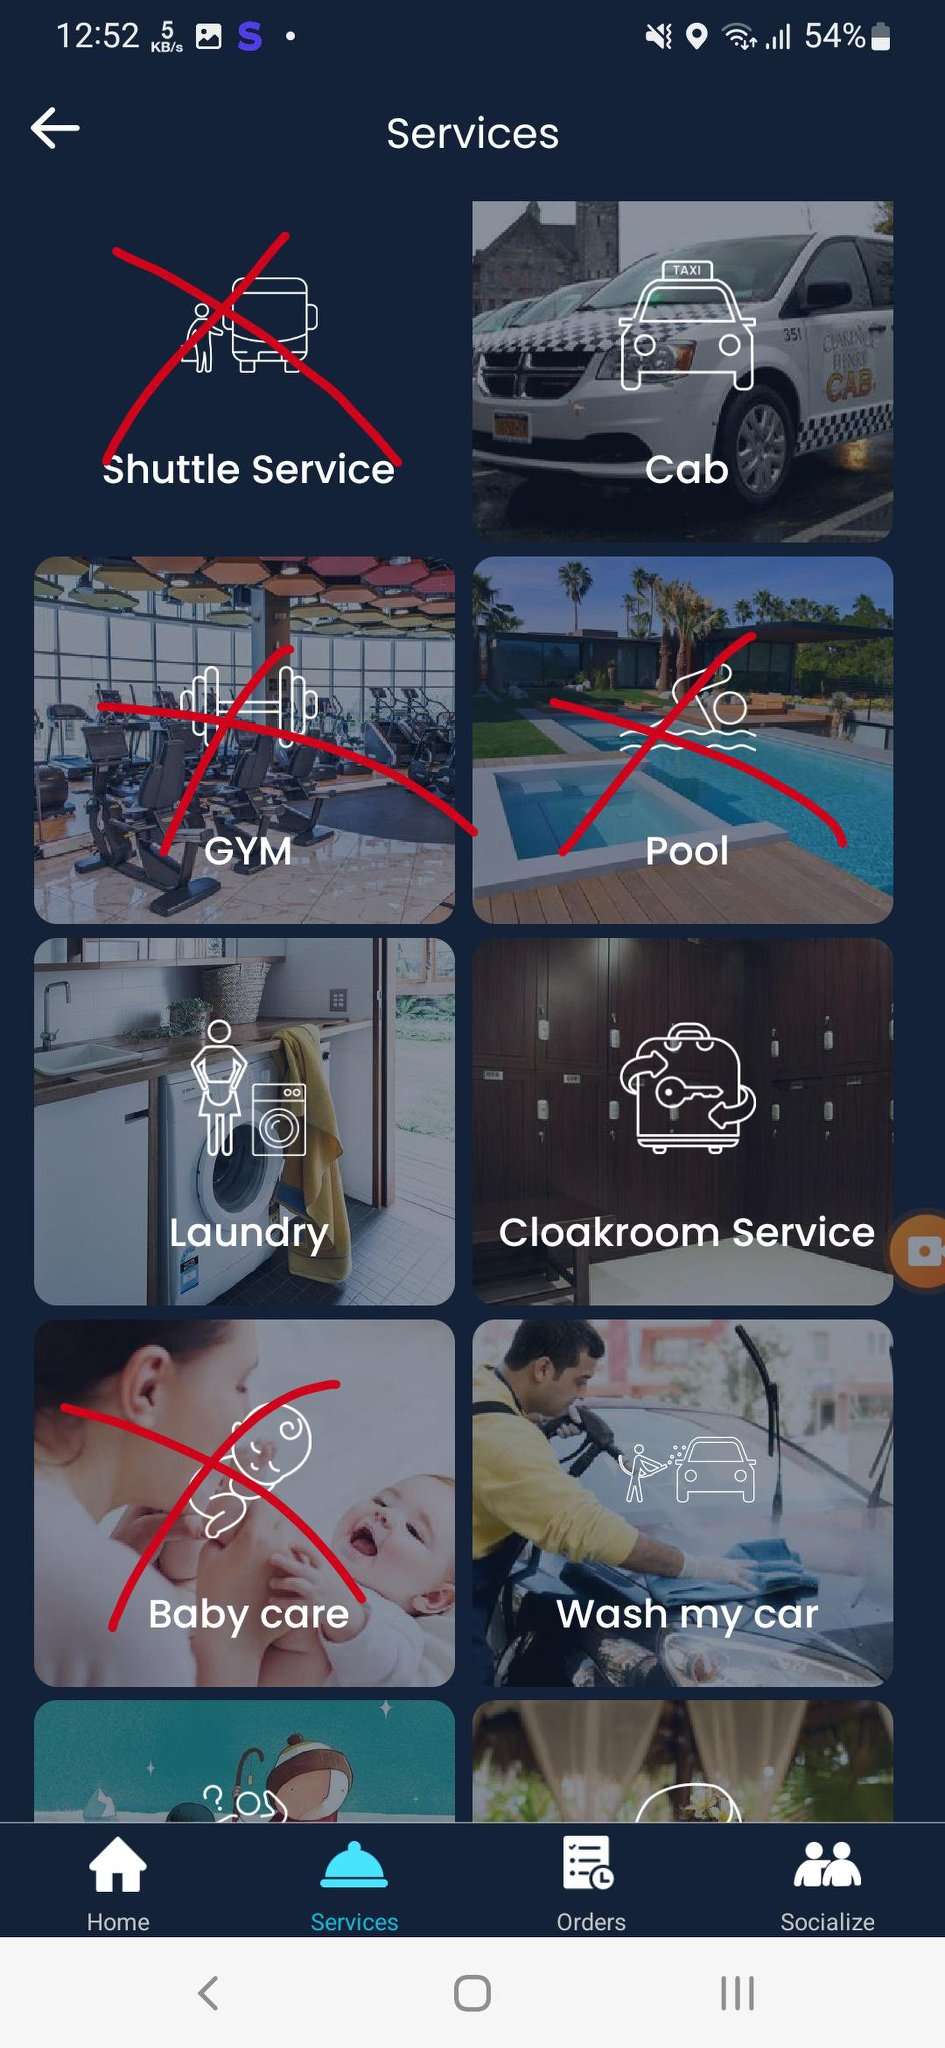 12:52 5 KB/s S 54%
Services
TAXI
351
CAB
Shuttle Service
Cab
GYM
Pool
Laundry
Cloakroom Service
Baby care
Wash my car
?
Home
Services
Orders
Socialize